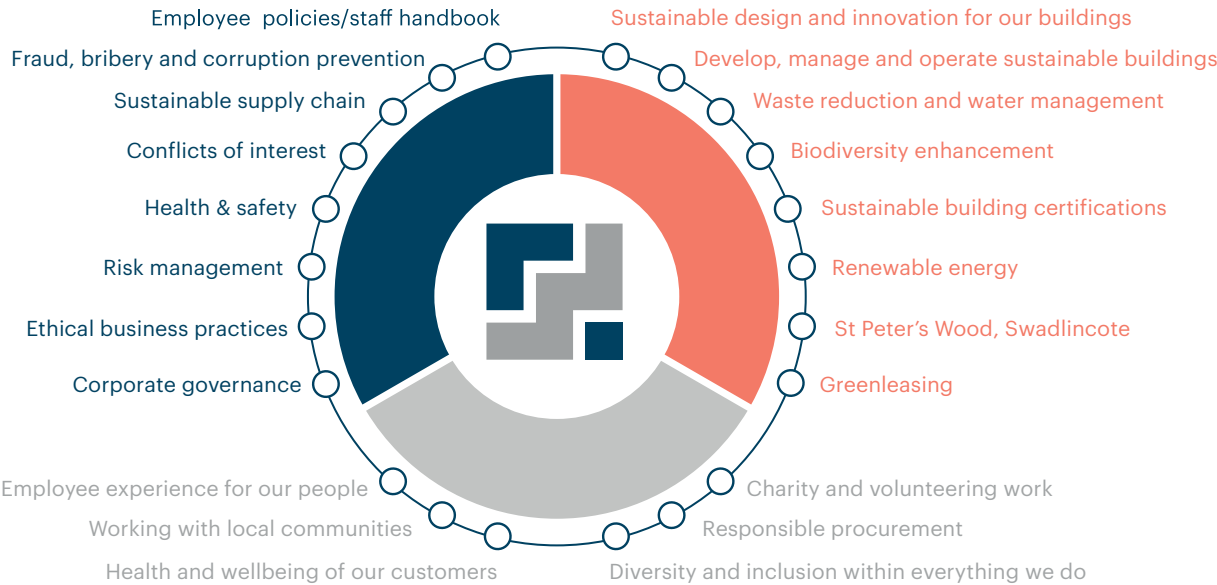 Employee policies/staff handbook
Fraud, bribery and corruption prevention
Sustainable supply chain
Conflicts of interest
Health & safety
Risk management
Ethical business practices
Corporate governance
Sustainable design and innovation for our buildings
Develop, manage and operate sustainable buildings
Waste reduction and water management
Biodiversity enhancement
Sustainable building certifications
Renewable energy
St Peter’s Wood, Swadlincote
Greenleasing
Employee experience for our people
Working with local communities
Health and wellbeing of our customers
Charity and volunteering work
Responsible procurement
Diversity and inclusion within everything we do